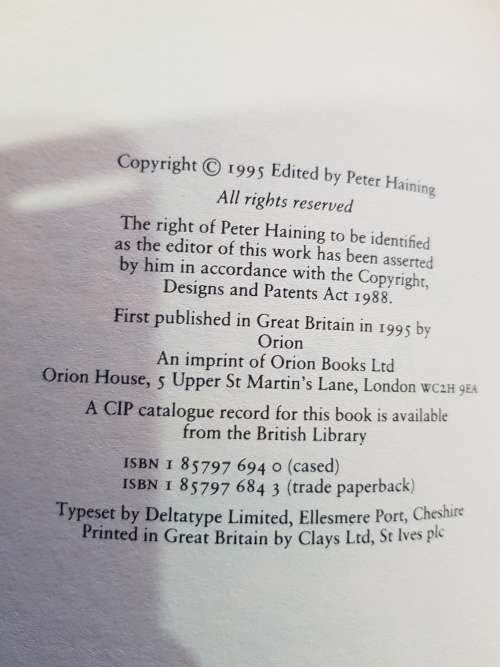 Copyright © 1995 Edited by Peter Haining
All rights reserved
The right of Peter Haining to be identified
as the editor of this work has been asserted
by him in accordance with the Copyright,
Designs and Patents Act 1988.
First published in Great Britain in 1995 by
Orion
An imprint of Orion Books Ltd
Orion House, 5 Upper St Martin's Lane, London WC2H 9EA
A CIP catalogue record for this book is available
from the British Library
ISBN 1 85797 694 0 (cased)
ISBN 1 85797 684 3 (trade paperback)
Typeset by Deltatype Limited, Ellesmere Port, Cheshire
Printed in Great Britain by Clays Ltd, St Ives plc